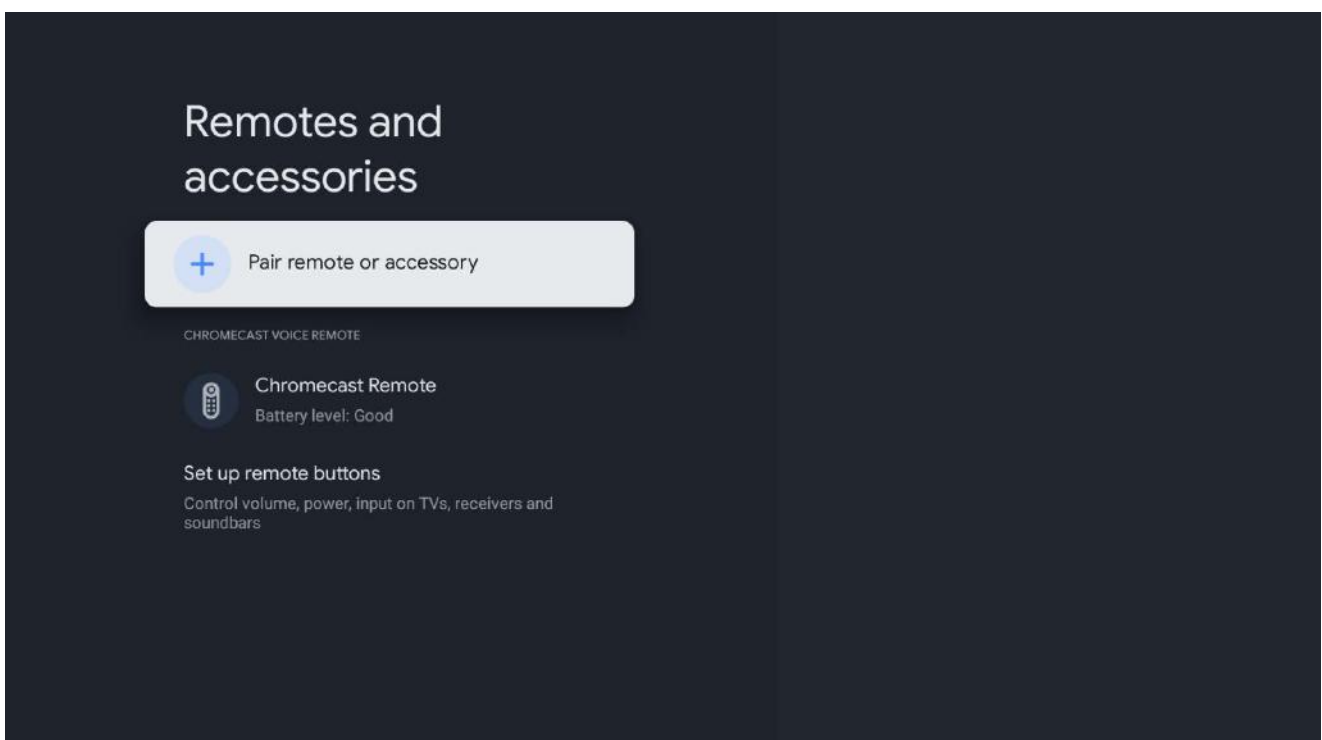 Remotes and
accessories
Pair remote or accessory
CHROMECAST VOICE REMOTE
Chromecast Remote
Battery level: Good
Set up remote buttons
Control volume, power, input on TVs, receivers and
soundbars